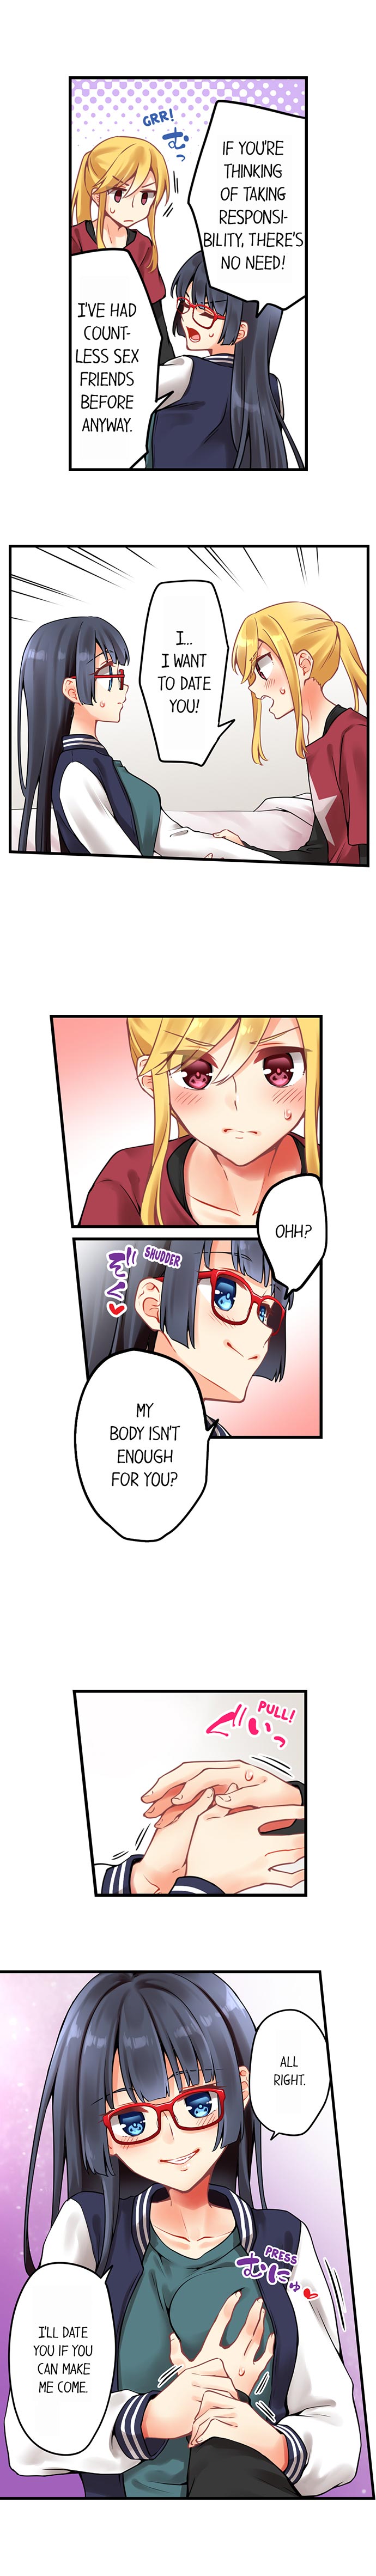 GRR!
むっ
IF YOU'RE
THINKING
OF TAKING
RESPONSI-
BILITY, THERE'S
NO NEED!
I'VE HAD
COUNT-
LESS SEX
FRIENDS
BEFORE
ANYWAY.
I...
I WANT
TO DATE
YOU!
OHH?
SHUDDER
ぞく
MY
BODY ISN'T
ENOUGH
FOR YOU?
PULL!
ぐいっ
ALL
RIGHT.
PRESS
むにゅ
I'LL DATE
YOU IF YOU
CAN MAKE
ME COME.